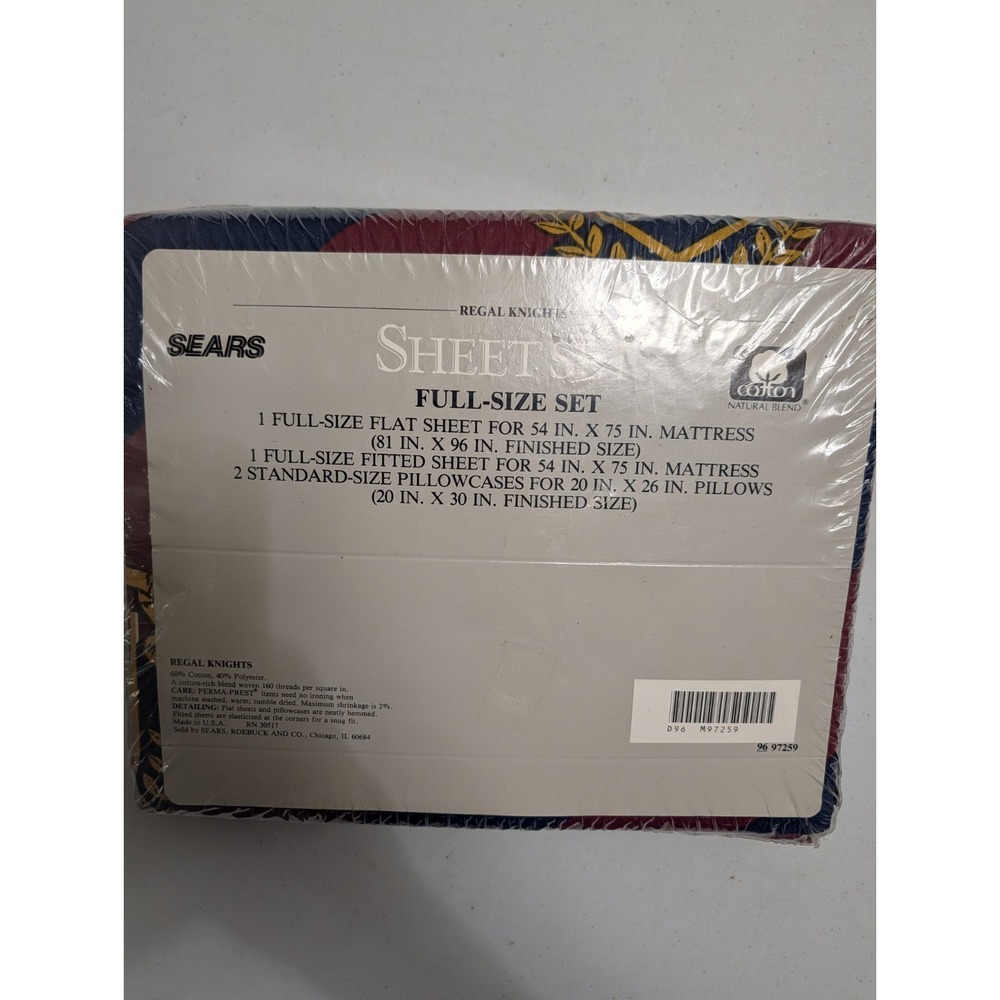 REGAL KNIGHTS
SEARS
SHEET SET
cotton
NATURAL BLEND®
FULL-SIZE SET
1 FULL-SIZE FLAT SHEET FOR 54 IN. X 75 IN. MATTRESS
(81 IN. X 96 IN. FINISHED SIZE)
1 FULL-SIZE FITTED SHEET FOR 54 IN. X 75 IN. MATTRESS
2 STANDARD-SIZE PILLOWCASES FOR 20 IN. X 26 IN. PILLOWS
(20 IN. X 30 IN. FINISHED SIZE)
REGAL KNIGHTS
60% Cotton, 40% Polyester.
A cotton-rich blend woven 160 threads per square in.
CARE: PERMA-PREST® items need no ironing when
machine washed, warm; tumble dried. Maximum shrinkage is 2%.
DETAILING: Flat sheets and pillowcases are neatly hemmed.
Fitted sheets are elasticized at the corners for a snug fit.
Made in U.S.A. RN 30517
Sold by SEARS, ROEBUCK AND CO., Chicago, IL 60684
D96 M97259
96 97259